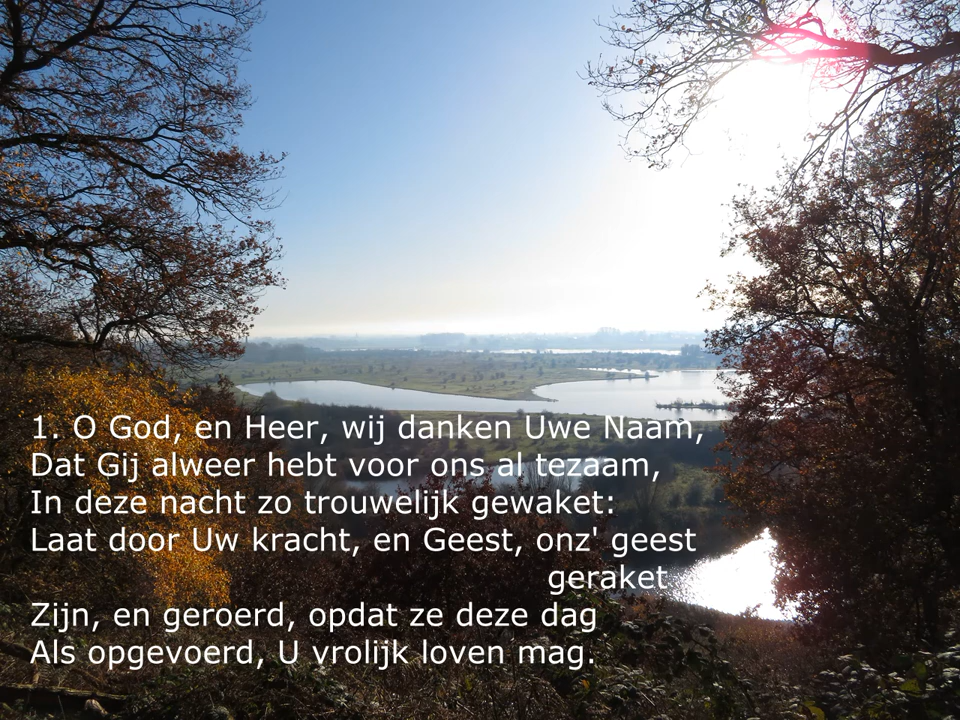 1. O God, en Heer, wij danken Uwe Naam,
Dat Gij alweer hebt voor ons al tezaam,
In deze nacht zo trouwelijk gewaket:
Laat door Uw kracht, en Geest, onz' geest
geraket
Zijn, en geroerd, opdat ze deze dag
Als opgevoerd, U vrolijk loven mag.